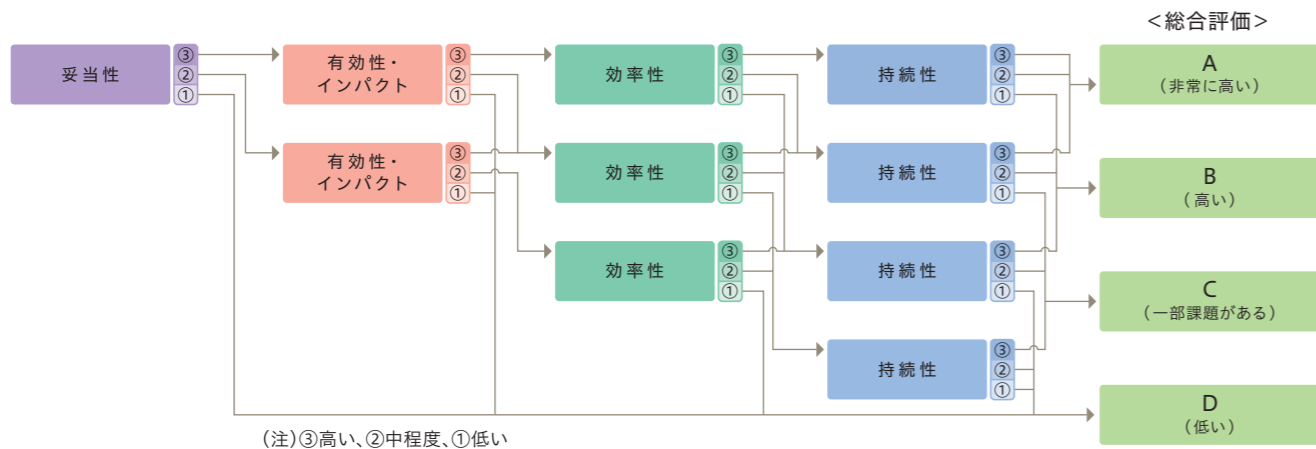 <総合評価>
妥当性
③
②
①
有効性・
インパクト
③
②
①
効率性
③
②
①
持続性
③
②
①
A
(非常に高い)
有効性・
インパクト
③
②
①
効率性
③
②
①
持続性
③
②
①
B
(高い)
効率性
③
②
①
持続性
③
②
①
C
(一部課題がある)
持続性
③
②
①
D
(低い)
(注)③高い、②中程度、①低い